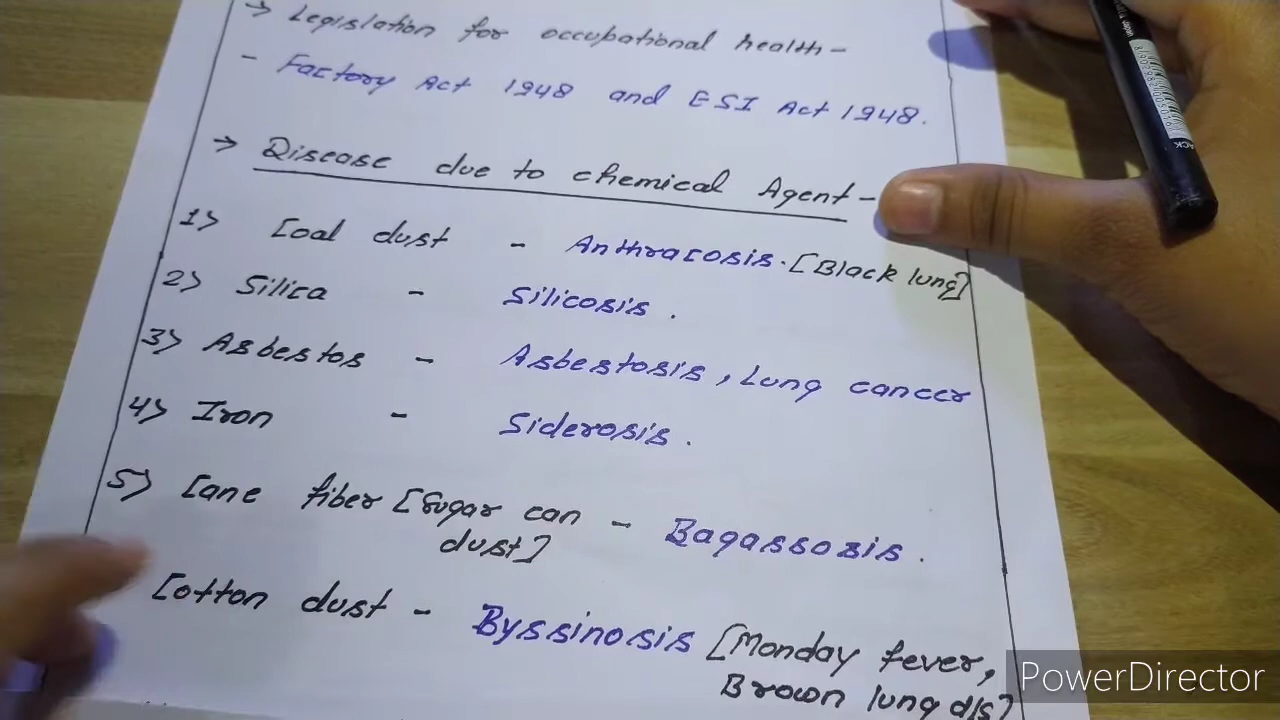 → Legislation for occupational health-
- Factory Act 1948 and ESI Act 1948.
→ Disease due to chemical Agent-
1> Coal dust - Anthracosis. [Black lung]
2> Silica - Silicosis.
3> Asbestos - Asbestosis, Lung cancer
4> Iron - Siderosis.
5> Cane fiber [Sugar can - Bagassosis.
dust]
Cotton dust - Byssinosis [Monday fever,
Brown lung d/s]
PowerDirector